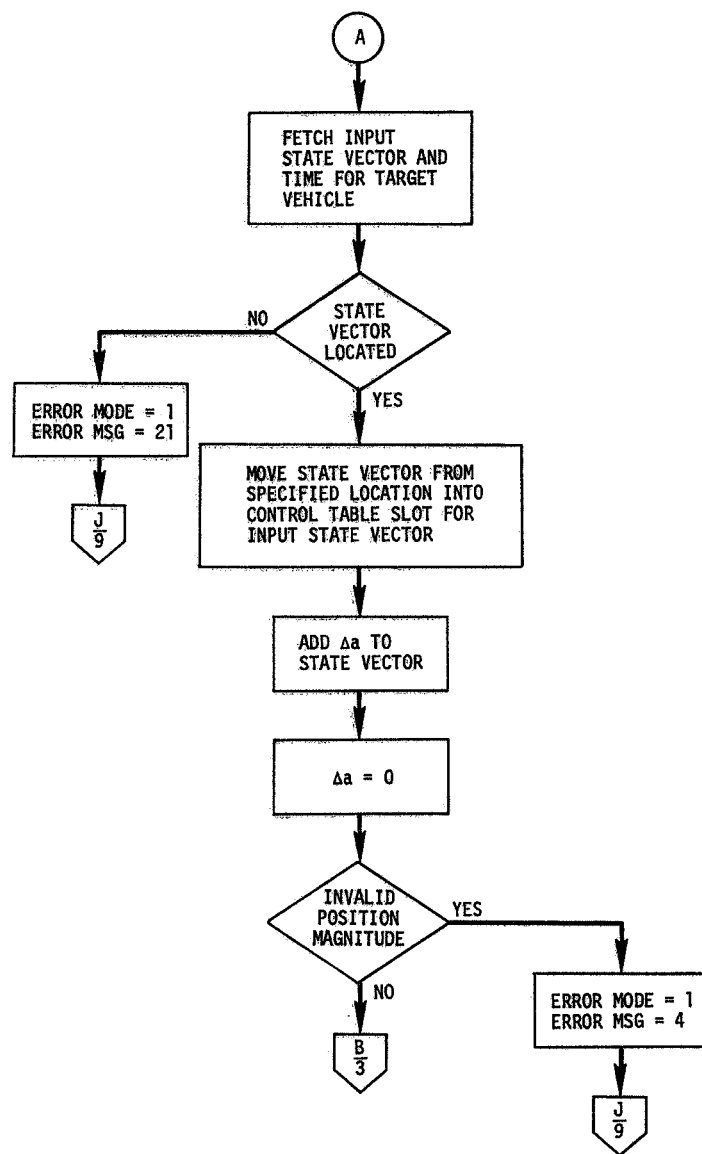 A
FETCH INPUT
STATE VECTOR AND
TIME FOR TARGET
VEHICLE
STATE
VECTOR
LOCATED
NO
YES
ERROR MODE = 1
ERROR MSG = 21
J
9
MOVE STATE VECTOR FROM
SPECIFIED LOCATION INTO
CONTROL TABLE SLOT FOR
INPUT STATE VECTOR
ADD Δa TO
STATE VECTOR
Δa = 0
INVALID
POSITION
MAGNITUDE
YES
NO
ERROR MODE = 1
ERROR MSG = 4
B
3
J
9